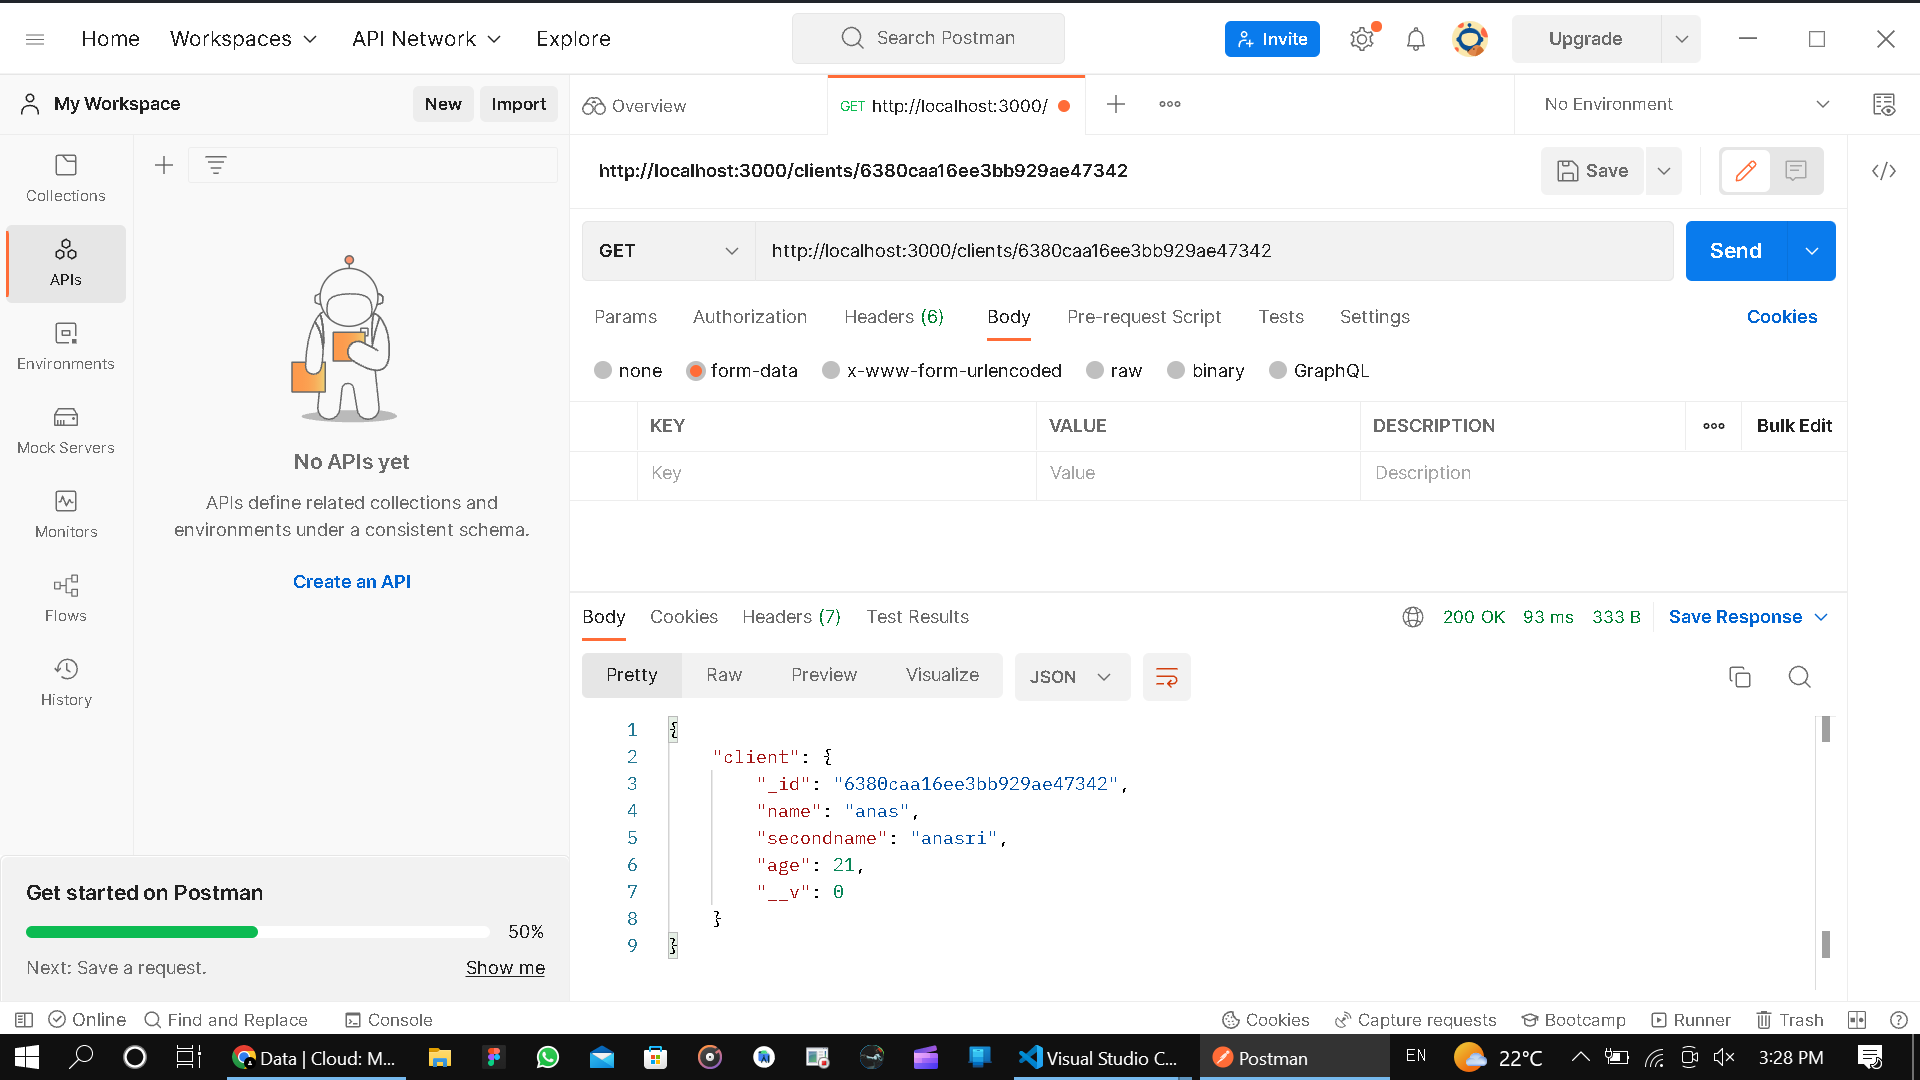 Home
Workspaces
API Network
Explore
Search Postman
Invite
Upgrade
My Workspace
New
Import
Overview
GET http://localhost:3000/
No Environment
Collections
APIs
Environments
Mock Servers
Monitors
Flows
History
No APIs yet
APIs define related collections and
environments under a consistent schema.
Create an API
Get started on Postman
50%
Next: Save a request.
Show me
http://localhost:3000/clients/6380caa16ee3bb929ae47342
Save
GET
http://localhost:3000/clients/6380caa16ee3bb929ae47342
Send
Params
Authorization
Headers (6)
Body
Pre-request Script
Tests
Settings
Cookies
none
form-data
x-www-form-urlencoded
raw
binary
GraphQL
KEY
VALUE
DESCRIPTION
Bulk Edit
Key
Value
Description
Body
Cookies
Headers (7)
Test Results
200 OK
93 ms
333 B
Save Response
Pretty
Raw
Preview
Visualize
JSON
1 {
2 "client": {
3 "_id": "6380caa16ee3bb929ae47342",
4 "name": "anas",
5 "secondname": "anasri",
6 "age": 21,
7 "__v": 0
8 }
9 }
Online
Find and Replace
Console
Cookies
Capture requests
Bootcamp
Runner
Trash
Data | Cloud: M...
Visual Studio C...
Postman
EN
22°C
3:28 PM